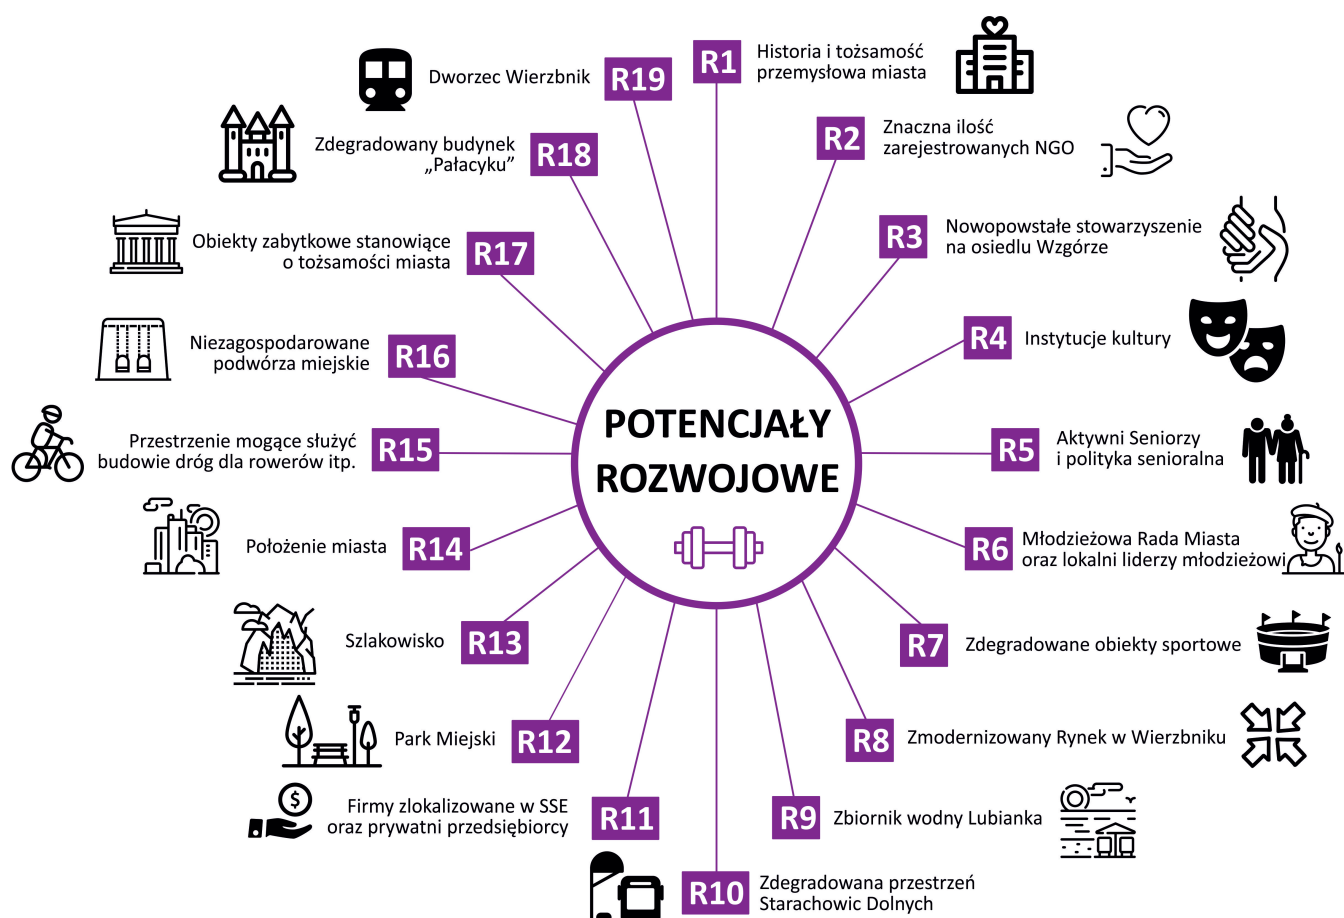 POTENCJAŁY
ROZWOJOWE
R1
Historia i tożsamość
przemysłowa miasta
R2
Znaczna ilość
zarejestrowanych NGO
R3
Nowopowstałe stowarzyszenie
na osiedlu Wzgórze
R4
Instytucje kultury
R5
Aktywni Seniorzy
i polityka senioralna
R6
Młodzieżowa Rada Miasta
oraz lokalni liderzy młodzieżowi
R7
Zdegradowane obiekty sportowe
R8
Zmodernizowany Rynek w Wierzbniku
R9
Zbiornik wodny Lubianka
R10
Zdegradowana przestrzeń
Starachowic Dolnych
R11
Firmy zlokalizowane w SSE
oraz prywatni przedsiębiorcy
$
R12
Park Miejski
R13
Szlakowisko
R14
Położenie miasta
R15
Przestrzenie mogące służyć
budowie dróg dla rowerów itp.
R16
Niezagospodarowane
podwórza miejskie
R17
Obiekty zabytkowe stanowiące
o tożsamości miasta
R18
Zdegradowany budynek
„Pałacyku”
R19
Dworzec Wierzbnik